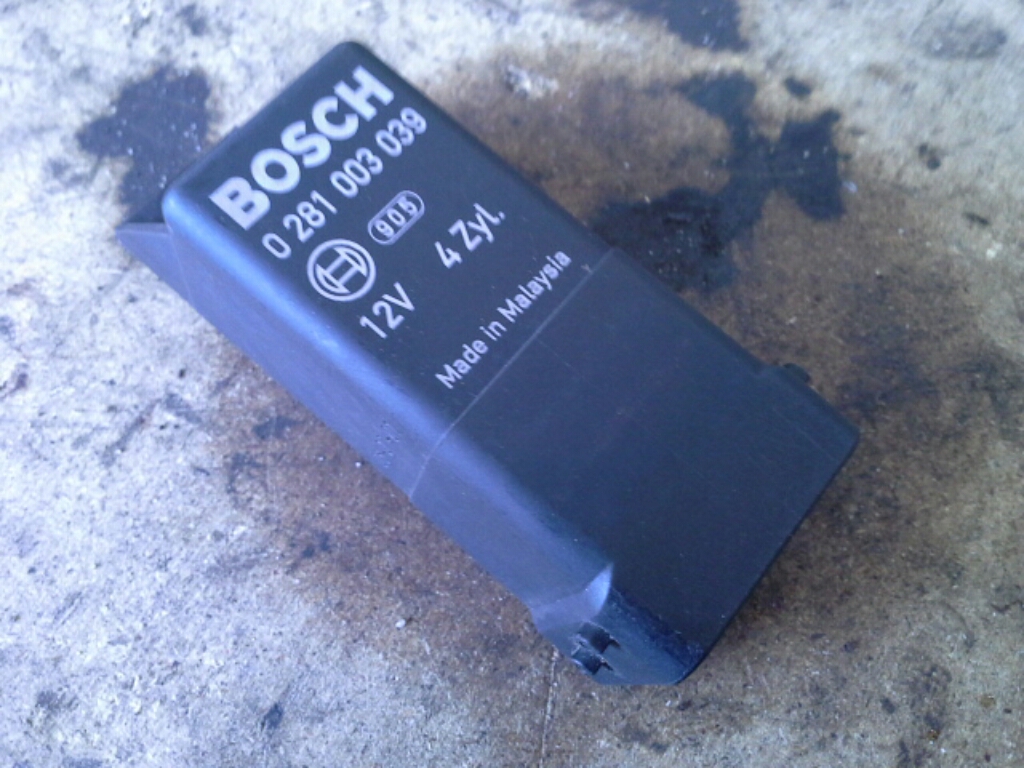 BOSCH
0 281 003 039
905
12V 4 Zyl.
Made in Malaysia